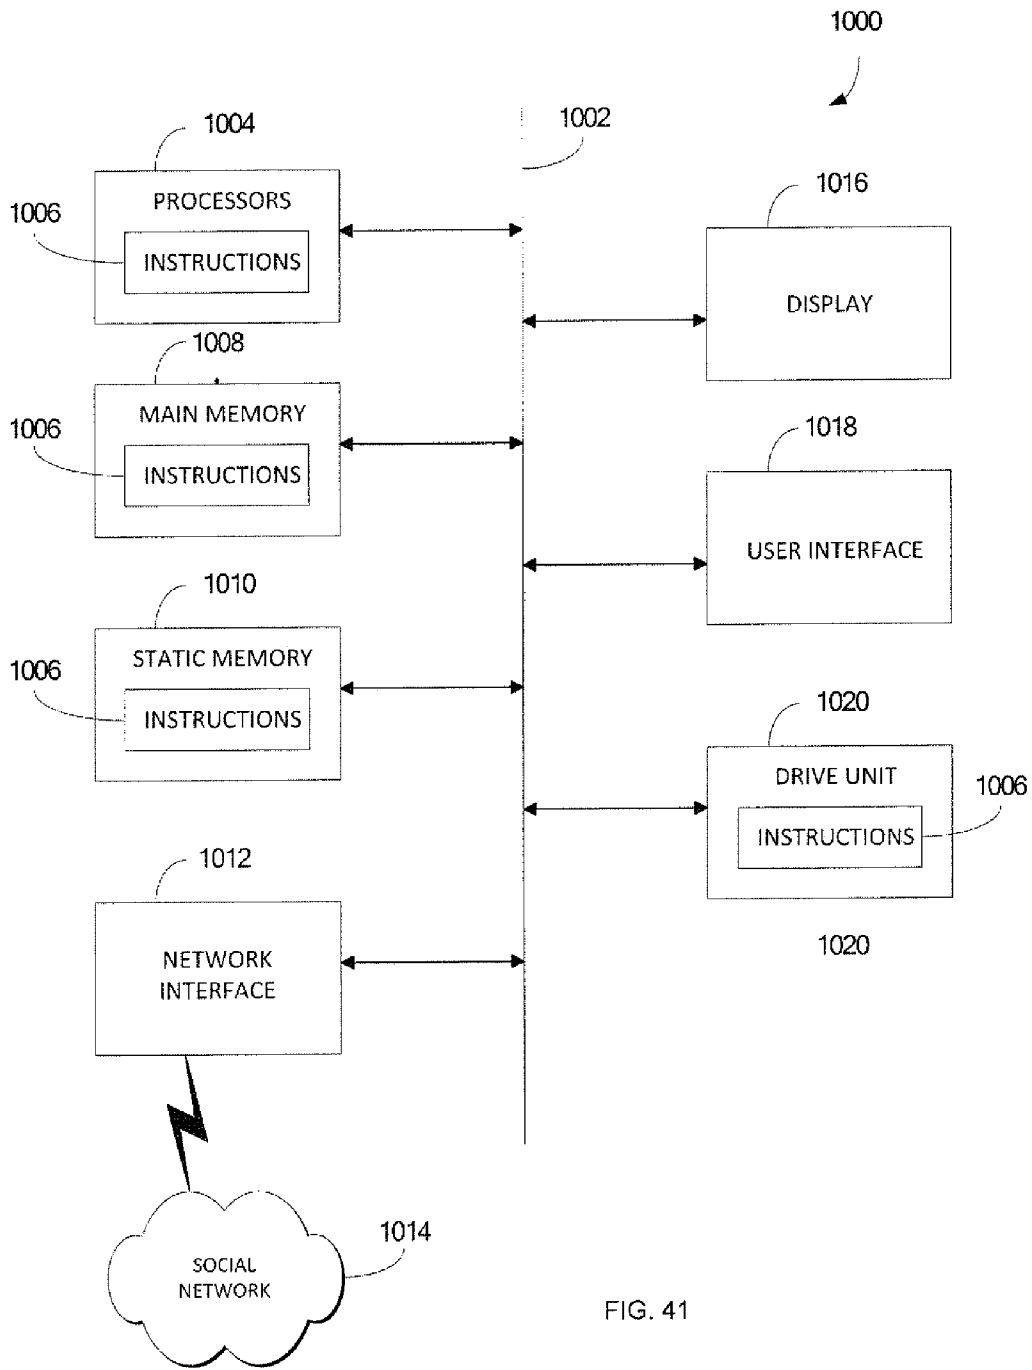 1000
1004
1002
PROCESSORS
1006
INSTRUCTIONS
1016
DISPLAY
1008
MAIN MEMORY
1006
INSTRUCTIONS
1018
USER INTERFACE
1010
STATIC MEMORY
1006
INSTRUCTIONS
1020
DRIVE UNIT
1006
INSTRUCTIONS
1020
1012
NETWORK
INTERFACE
1014
SOCIAL
NETWORK
FIG. 41